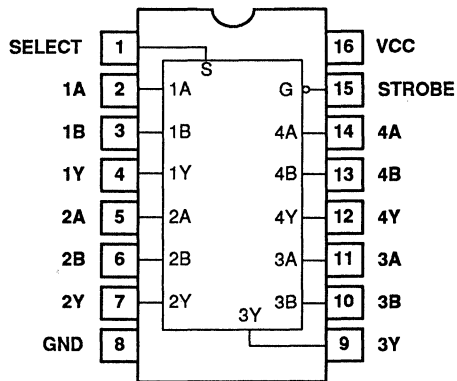 SELECT 1 16 VCC
S
1A 2 1A G 15 STROBE
1B 3 1B 4A 14 4A
1Y 4 1Y 4B 13 4B
2A 5 2A 4Y 12 4Y
2B 6 2B 3A 11 3A
2Y 7 2Y 3B 10 3B
3Y
GND 8 9 3Y